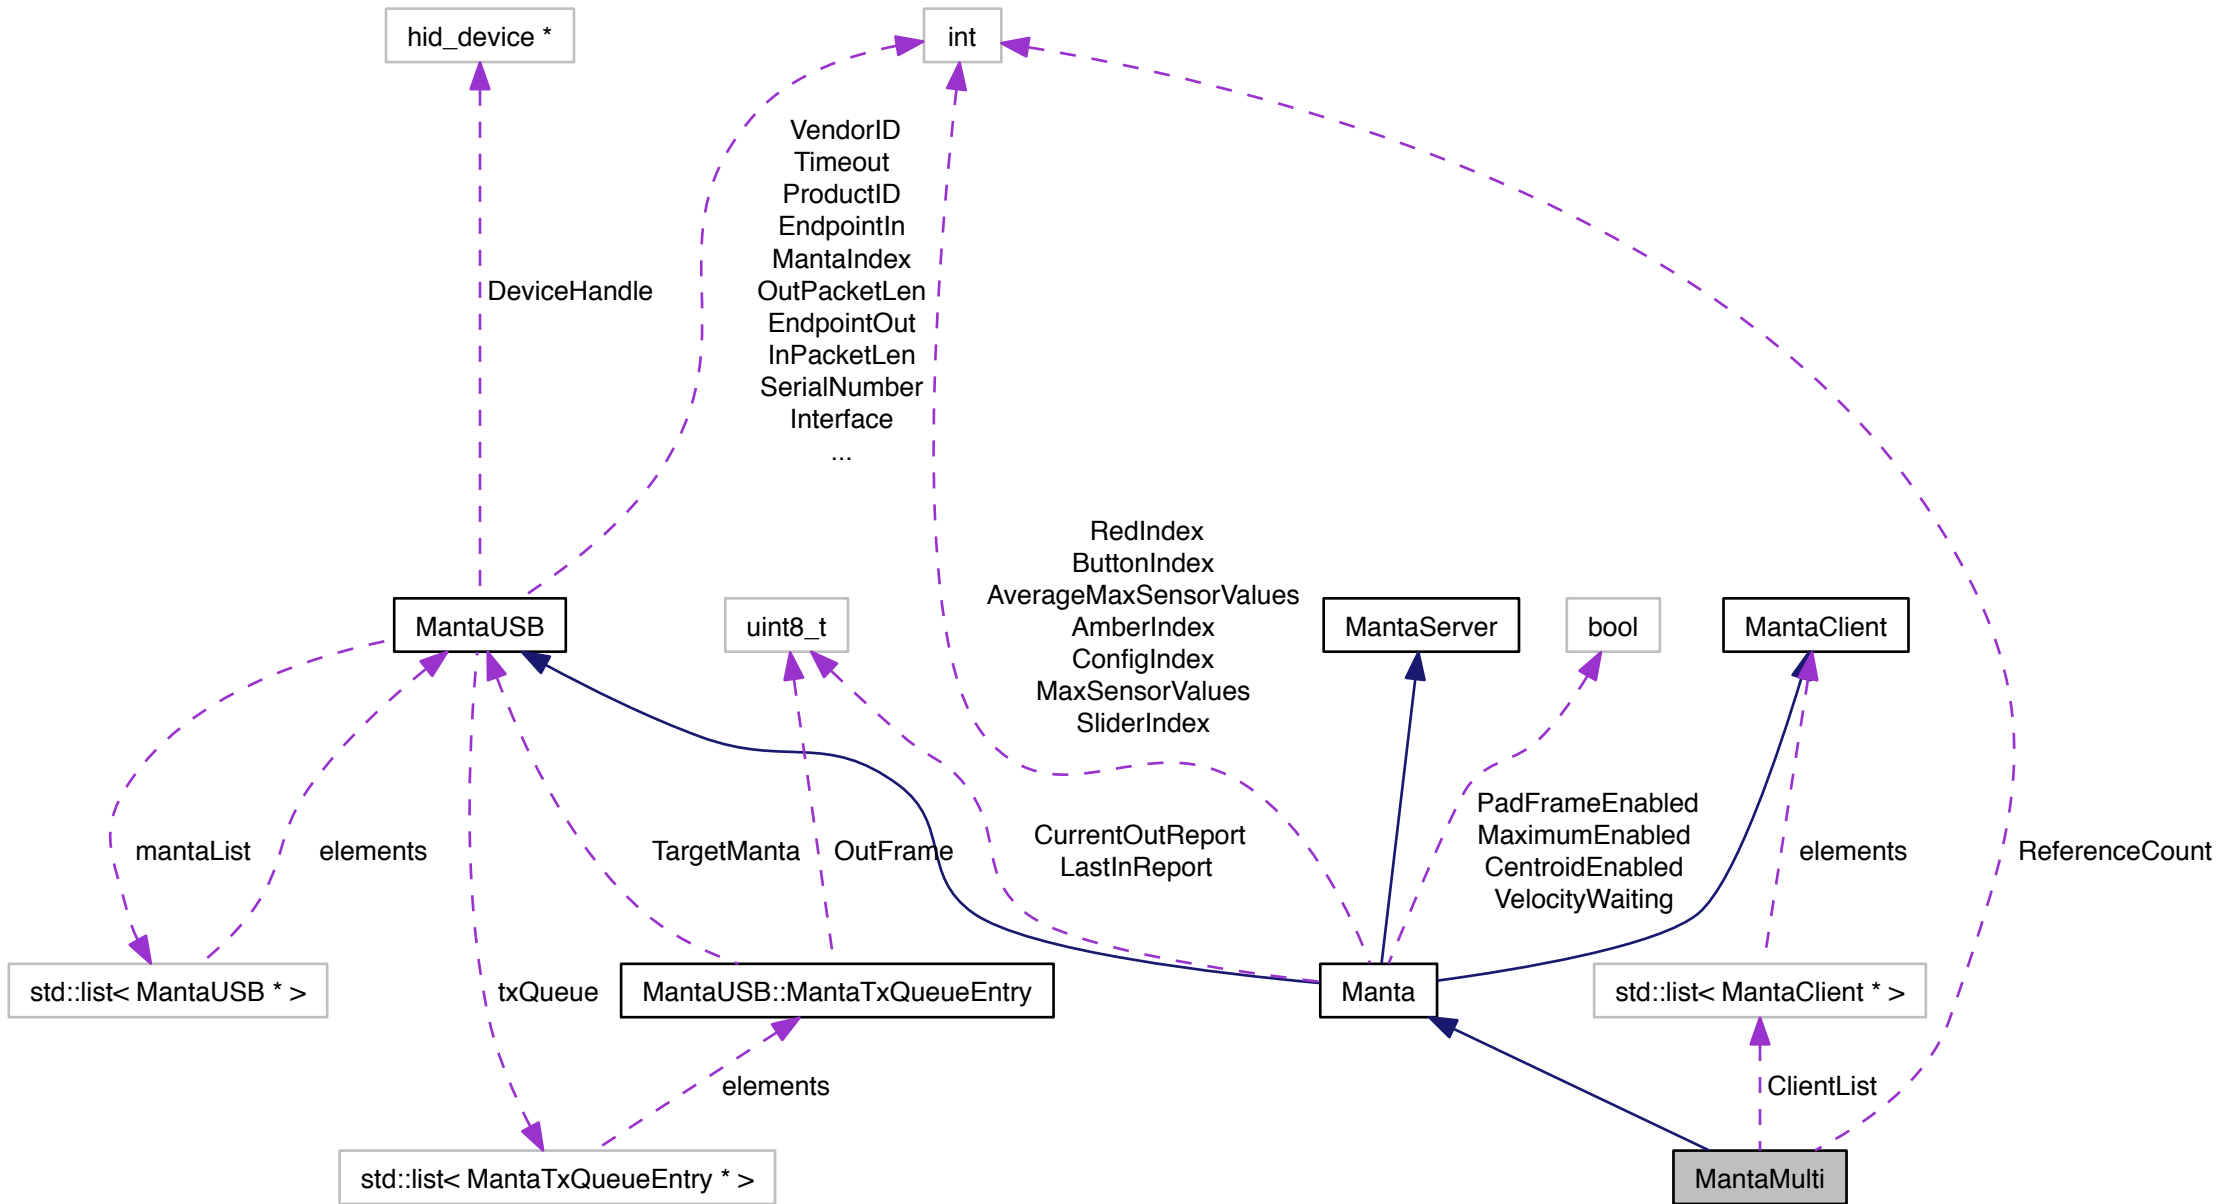 hid_device *
int
VendorID
Timeout
ProductID
EndpointIn
MantaIndex
OutPacketLen
EndpointOut
InPacketLen
SerialNumber
Interface
...
DeviceHandle
RedIndex
ButtonIndex
AverageMaxSensorValues
AmberIndex
ConfigIndex
MaxSensorValues
SliderIndex
MantaUSB
uint8_t
MantaServer
bool
MantaClient
mantaList
elements
TargetManta
OutFrame
CurrentOutReport
LastInReport
PadFrameEnabled
MaximumEnabled
CentroidEnabled
VelocityWaiting
elements
ReferenceCount
std::list< MantaUSB * >
txQueue
MantaUSB::MantaTxQueueEntry
Manta
std::list< MantaClient * >
elements
ClientList
std::list< MantaTxQueueEntry * >
MantaMulti